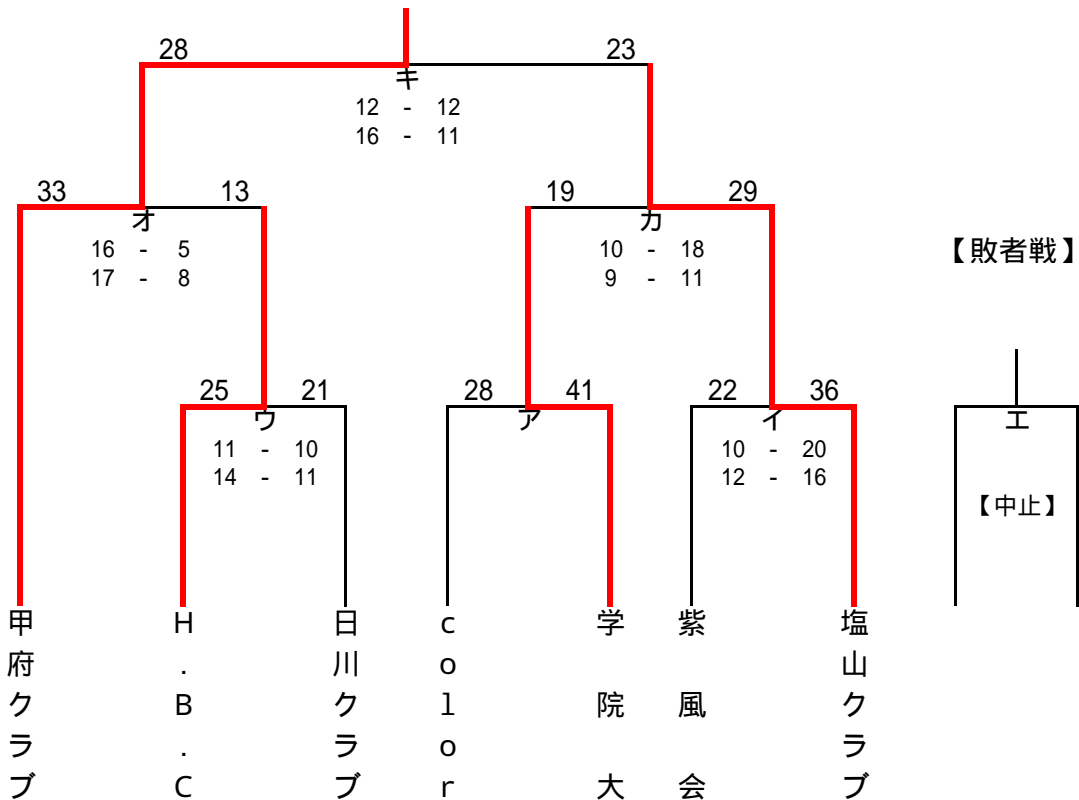 28 23
キ
12 - 12
16 - 11
33 13 19 29
オ カ
16 - 5 10 - 18
17 - 8 9 - 11
【敗者戦】
25 21 28 41 22 36
ウ ア イ エ
11 - 10 10 - 20
14 - 11 12 - 16
【中止】
甲府クラブ
H.B.C
日川クラブ
color
学院大
紫風会
塩山クラブ